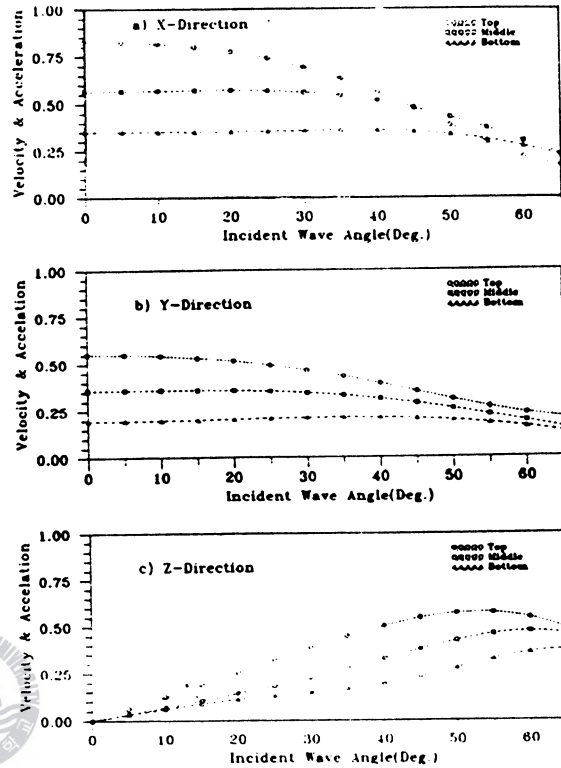 a) X-Direction
Top
Middle
Bottom
Velocity & Acceleration
1.00
0.75
0.50
0.25
0.00
0 10 20 30 40 50 60
Incident Wave Angle(Deg.)
b) Y-Direction
Top
Middle
Bottom
Velocity & Accelation
1.00
0.75
0.50
0.25
0.00
0 10 20 30 40 50 60
Incident Wave Angle(Deg.)
c) Z-Direction
Top
Middle
Bottom
Velocity & Accelation
1.00
0.75
0.50
0.25
0.00
0 10 20 30 40 50 60
Incident Wave Angle(Deg.)